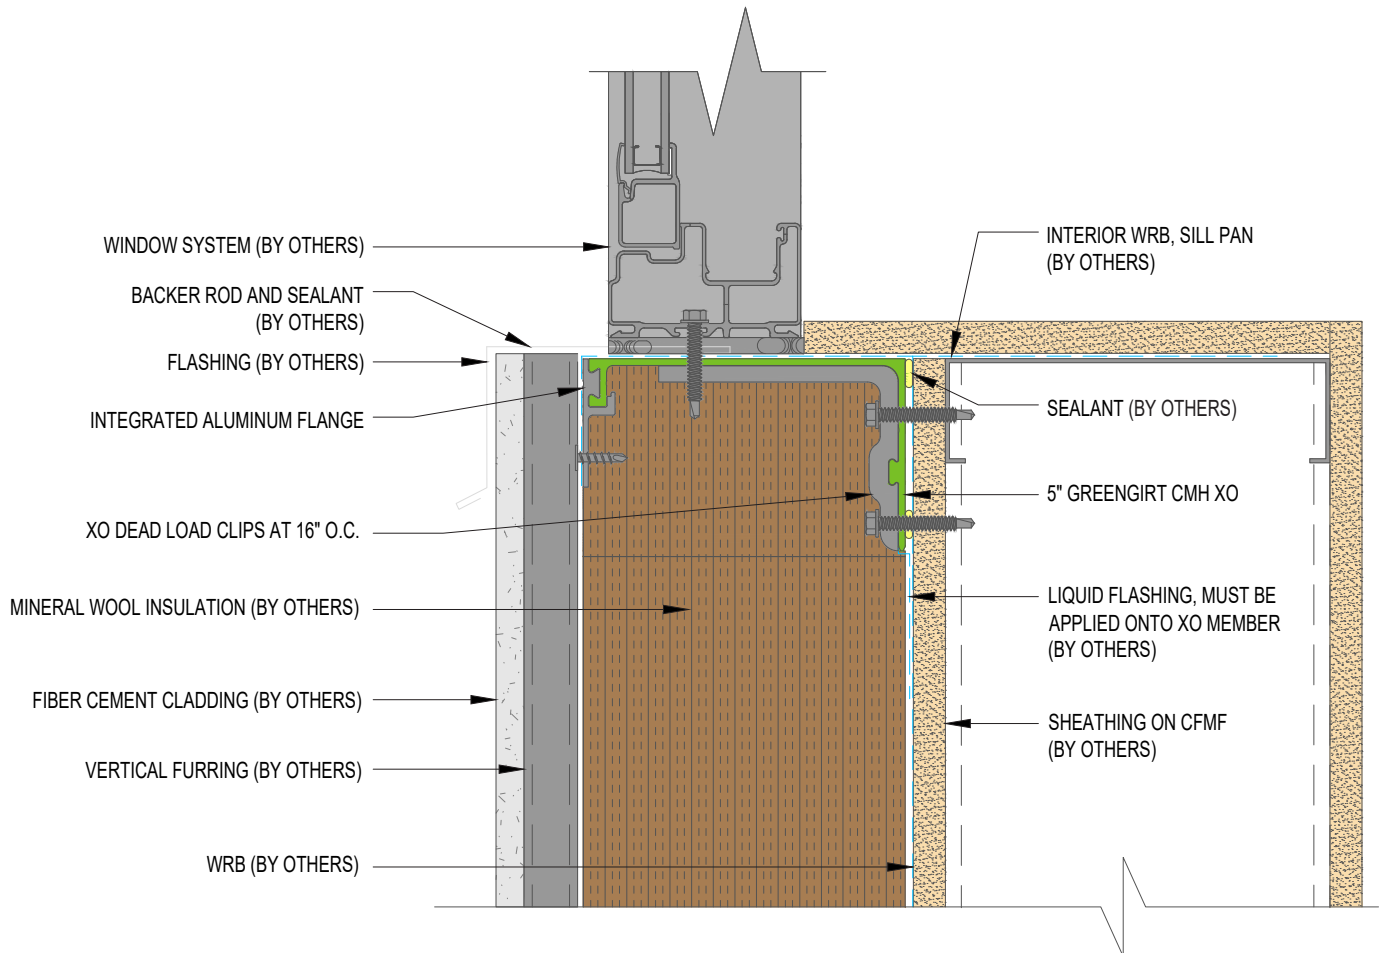 WINDOW SYSTEM (BY OTHERS)
BACKER ROD AND SEALANT
(BY OTHERS)
FLASHING (BY OTHERS)
INTEGRATED ALUMINUM FLANGE
XO DEAD LOAD CLIPS AT 16" O.C.
MINERAL WOOL INSULATION (BY OTHERS)
FIBER CEMENT CLADDING (BY OTHERS)
VERTICAL FURRING (BY OTHERS)
WRB (BY OTHERS)
INTERIOR WRB, SILL PAN
(BY OTHERS)
SEALANT (BY OTHERS)
5" GREENGIRT CMH XO
LIQUID FLASHING, MUST BE
APPLIED ONTO XO MEMBER
(BY OTHERS)
SHEATHING ON CFMF
(BY OTHERS)